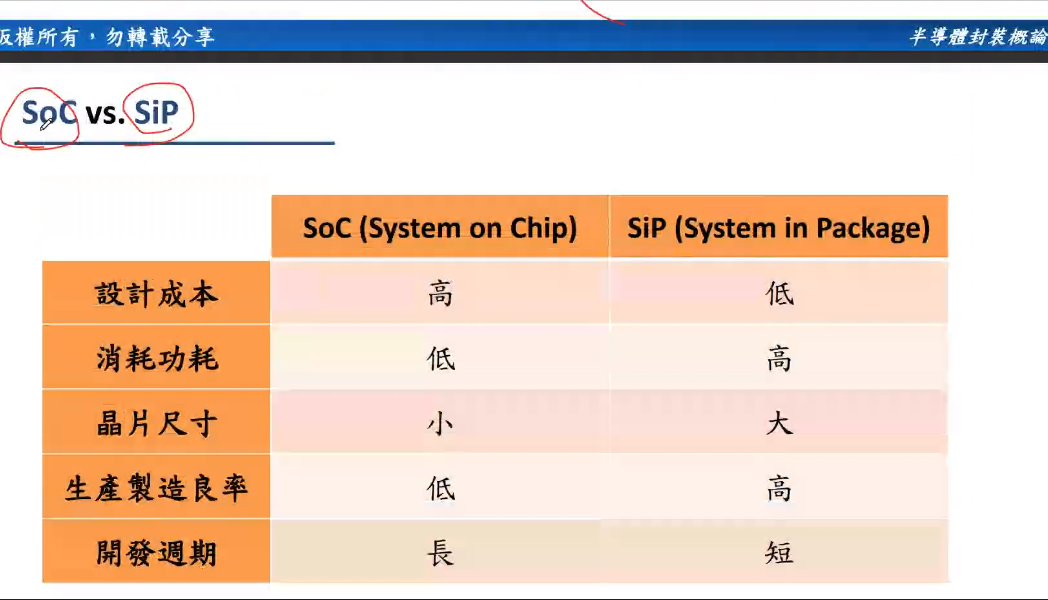 版權所有,勿轉載分享
半導體封裝概論
SoC vs. SiP
SoC (System on Chip) SiP (System in Package)
設計成本 高 低
消耗功耗 低 高
晶片尺寸 小 大
生產製造良率 低 高
開發週期 長 短